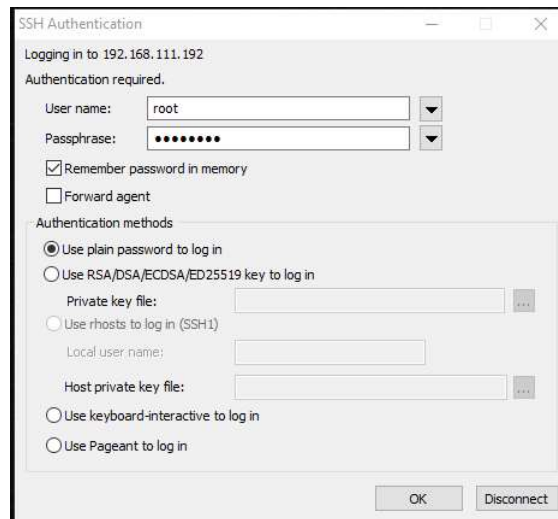 SSH Authentication
Logging in to 192.168.111.192
Authentication required.
User name: root
Passphrase: ●●●●●●●●
Remember password in memory
Forward agent
Authentication methods
Use plain password to log in
Use RSA/DSA/ECDSA/ED25519 key to log in
Private key file: ...
Use rhosts to log in (SSH1)
Local user name:
Host private key file: ...
Use keyboard-interactive to log in
Use Pageant to log in
OK Disconnect